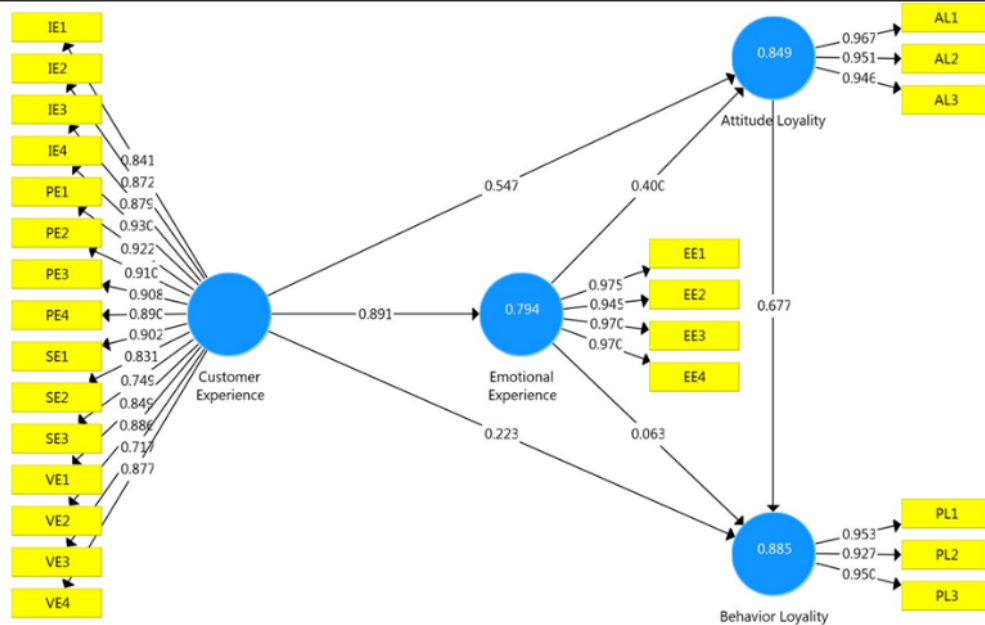 IE1
IE2
IE3
IE4
PE1
PE2
PE3
PE4
SE1
SE2
SE3
VE1
VE2
VE3
VE4
0.841
0.872
0.879
0.930
0.922
0.910
0.908
0.890
0.902
0.831
0.749
0.849
0.886
0.717
0.877
Customer
Experience
0.547
0.891
0.223
0.794
Emotional
Experience
0.400
0.063
0.975
0.945
0.970
0.970
EE1
EE2
EE3
EE4
0.849
Attitude Loyality
0.967
0.951
0.946
AL1
AL2
AL3
0.677
0.885
Behavior Loyality
0.953
0.927
0.950
PL1
PL2
PL3